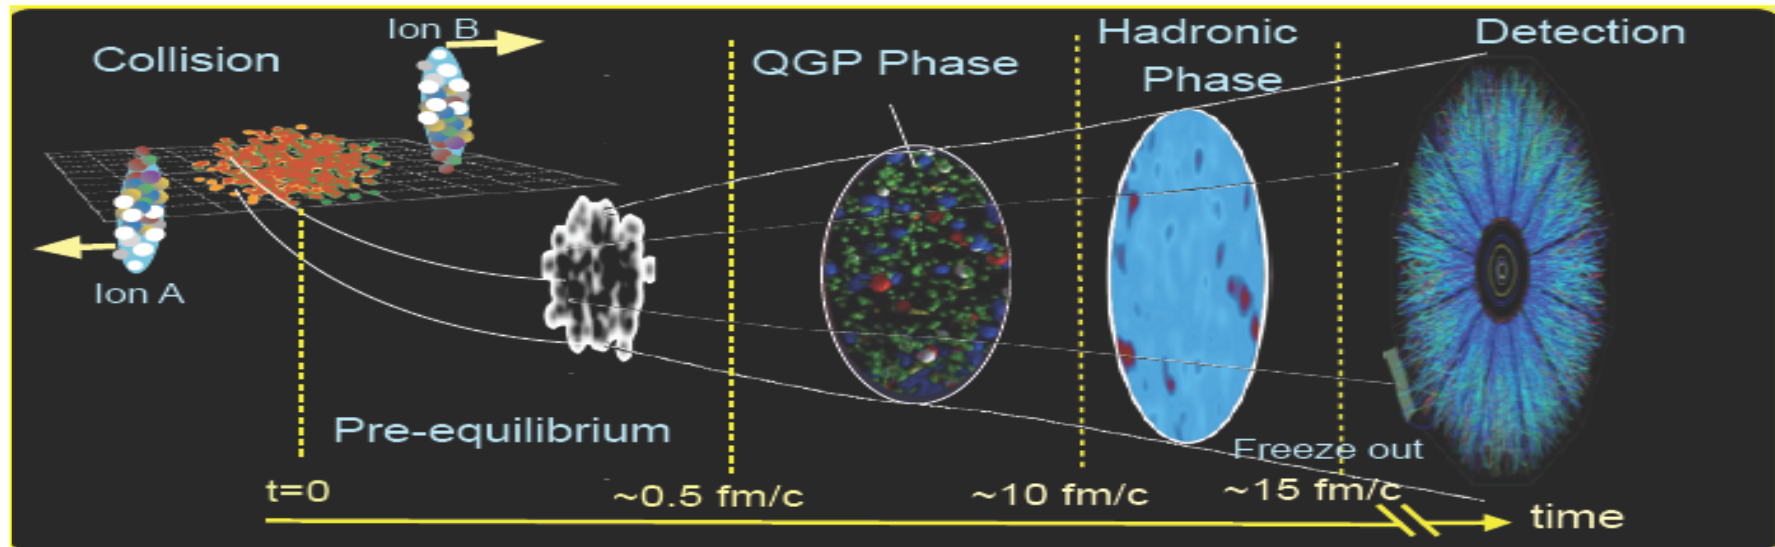 Collision
Ion B
Ion A
Pre-equilibrium
QGP Phase
Hadronic
Phase
Detection
Freeze out
t=0
~0.5 fm/c
~10 fm/c
~15 fm/c
time